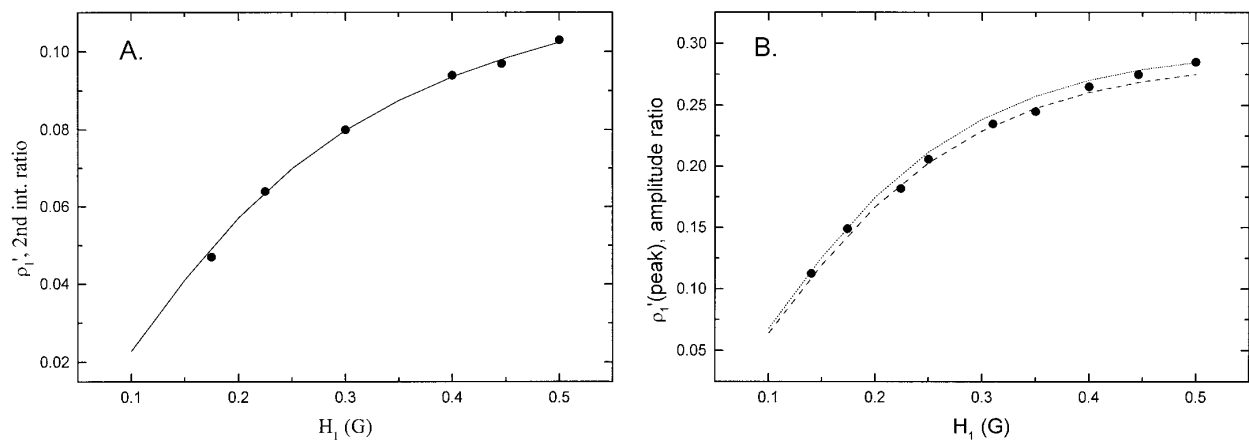 A.
0.10
0.08
0.06
0.04
0.02
ρ₁', 2nd int. ratio
0.1 0.2 0.3 0.4 0.5
H₁ (G)
B.
0.30
0.25
0.20
0.15
0.10
0.05
ρ₁'(peak), amplitude ratio
0.1 0.2 0.3 0.4 0.5
H₁ (G)